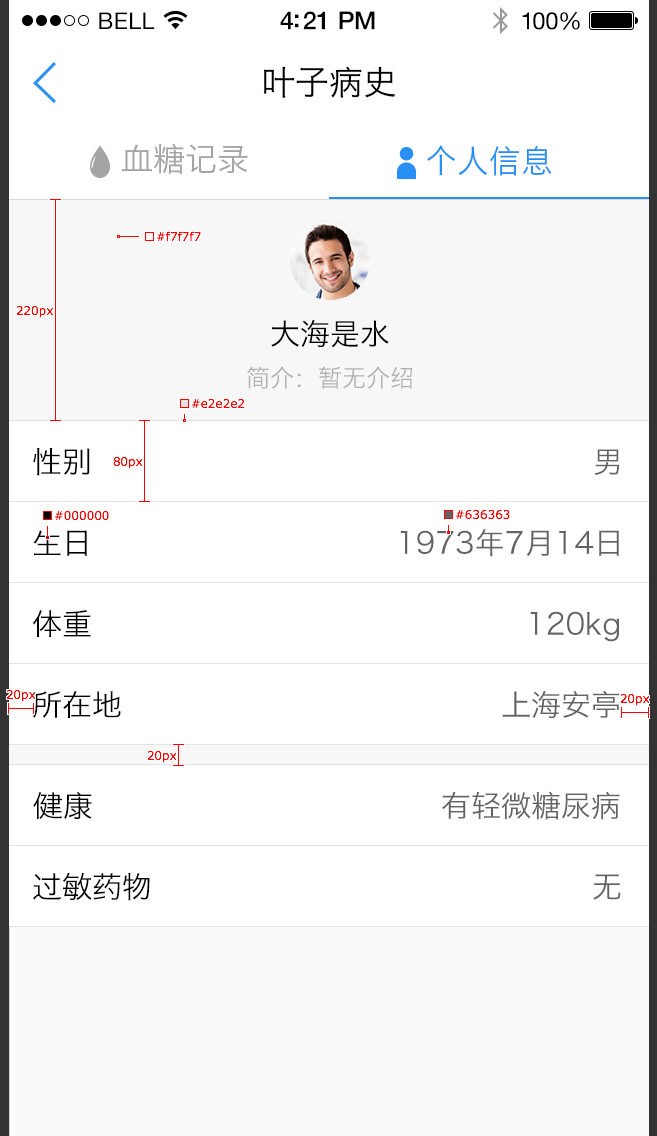 BELL 4:21 PM 100%
叶子病史
血糖记录 个人信息
#f7f7f7
220px
大海是水
简介：暂无介绍
#e2e2e2
性别 80px 男
#000000 #636363
生日 1973年7月14日
体重 120kg
20px 所在地 上海安亭 20px
20px
健康 有轻微糖尿病
过敏药物 无